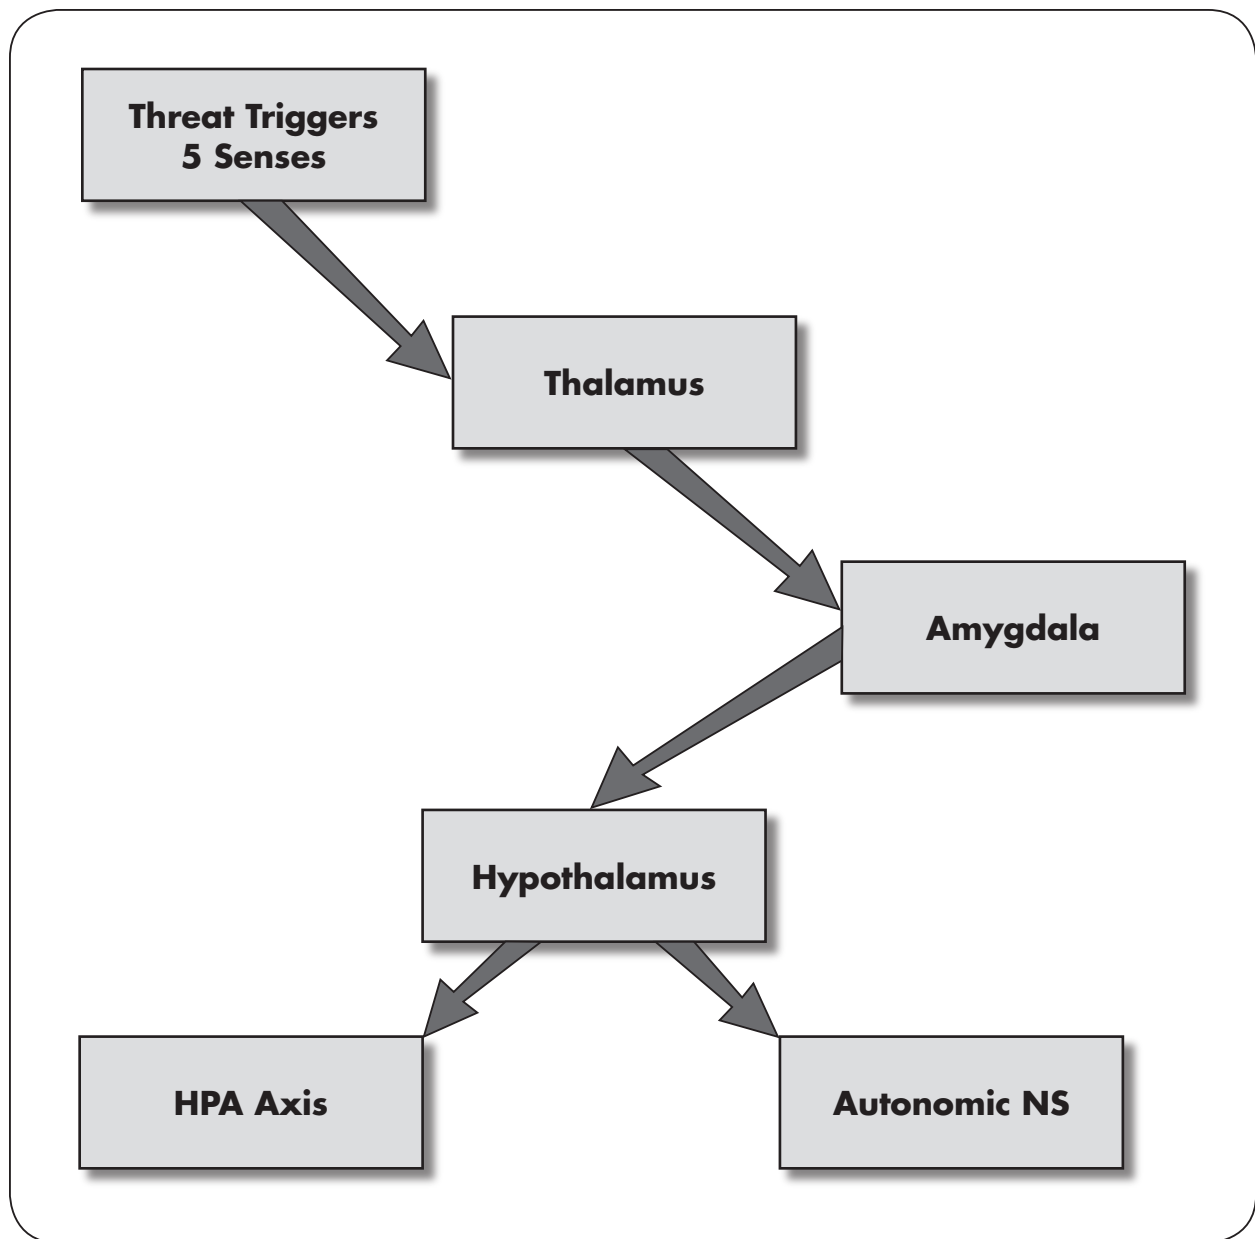 Threat Triggers
5 Senses
Thalamus
Amygdala
Hypothalamus
HPA Axis
Autonomic NS